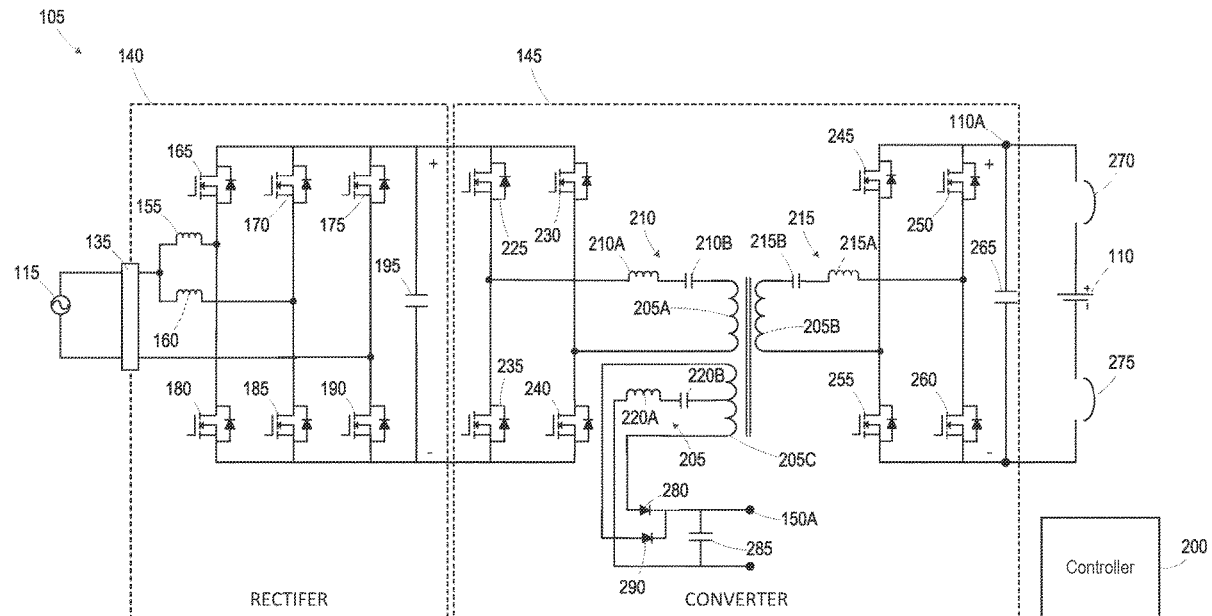 105
140
145
165
170
175
155
135
115
160
195
180
185
190
RECTIFER
225
230
210
210A
210B
215
215B
215A
205A
205B
235
240
220B
220A
205
205C
280
150A
285
290
CONVERTER
245
250
110A
265
270
110
275
255
260
Controller
200
+
-
+
-
+
-